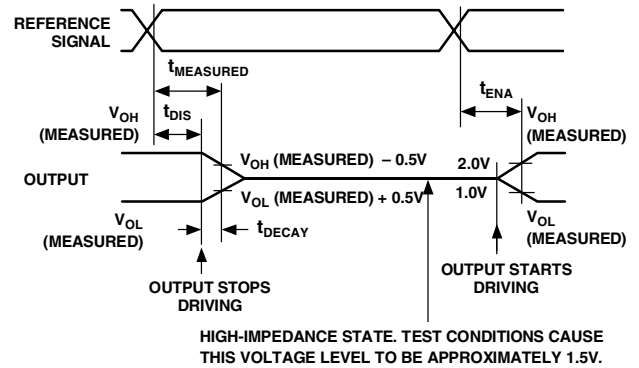 REFERENCE
SIGNAL
tMEASURED
tDIS
tENA
VOH
(MEASURED)
VOH
(MEASURED)
VOH (MEASURED) – 0.5V
2.0V
OUTPUT
VOL (MEASURED) + 0.5V
1.0V
VOL
(MEASURED)
tDECAY
VOL
(MEASURED)
OUTPUT STOPS
DRIVING
OUTPUT STARTS
DRIVING
HIGH-IMPEDANCE STATE. TEST CONDITIONS CAUSE
THIS VOLTAGE LEVEL TO BE APPROXIMATELY 1.5V.